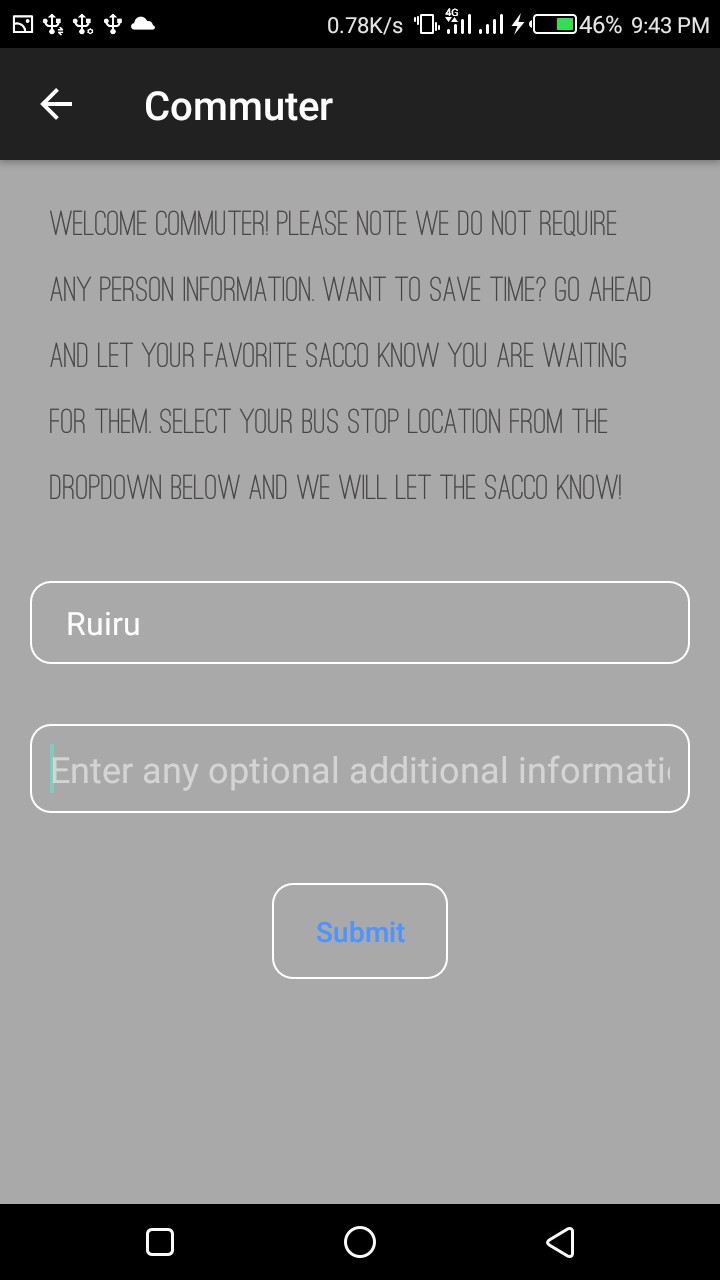 0.78K/s 4G 46% 9:43 PM
Commuter
WELCOME COMMUTER! PLEASE NOTE WE DO NOT REQUIRE
ANY PERSON INFORMATION. WANT TO SAVE TIME? GO AHEAD
AND LET YOUR FAVORITE SACCO KNOW YOU ARE WAITING
FOR THEM. SELECT YOUR BUS STOP LOCATION FROM THE
DROPDOWN BELOW AND WE WILL LET THE SACCO KNOW!
Ruiru
Enter any optional additional informati
Submit